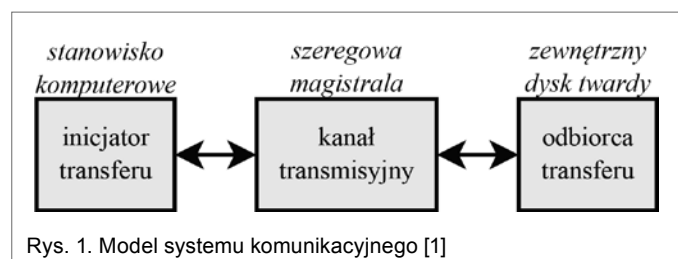 stanowisko
komputerowe
szeregowa
magistrala
zewnętrzny
dysk twardy
inicjator
transferu
kanał
transmisyjny
odbiorca
transferu
Rys. 1. Model systemu komunikacyjnego [1]